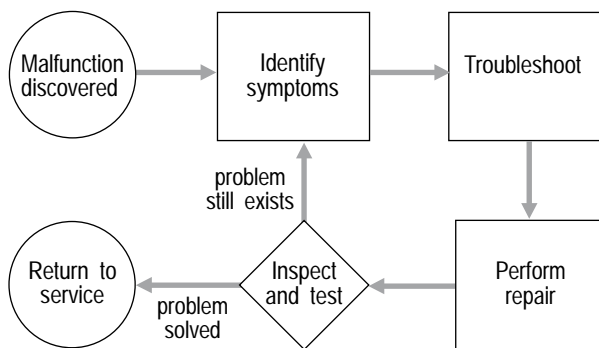 Malfunction
discovered
Identify
symptoms
Troubleshoot
problem
still exists
Return to
service
problem
solved
Inspect
and test
Perform
repair